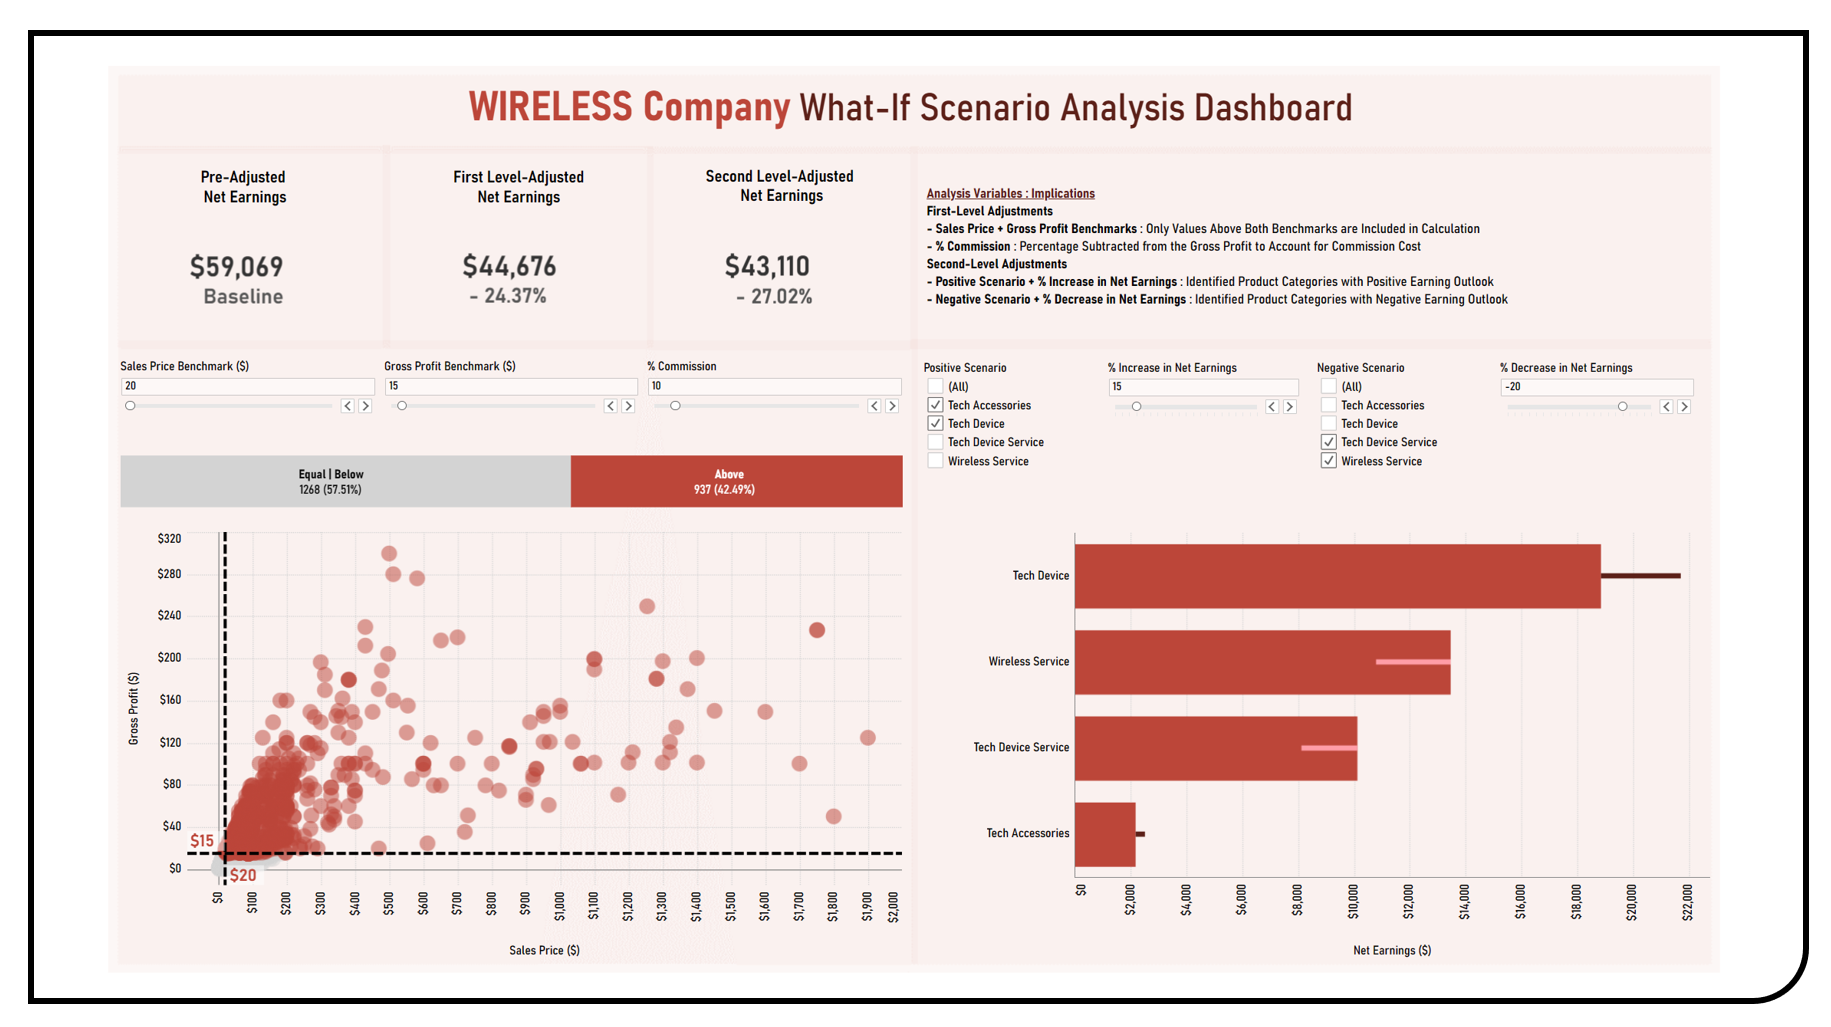 WIRELESS Company What-If Scenario Analysis Dashboard
Pre-Adjusted
Net Earnings
$59,069
Baseline
First Level-Adjusted
Net Earnings
$44,676
- 24.37%
Second Level-Adjusted
Net Earnings
$43,110
- 27.02%
Analysis Variables : Implications
First-Level Adjustments
- Sales Price + Gross Profit Benchmarks : Only Values Above Both Benchmarks are Included in Calculation
- % Commission : Percentage Subtracted from the Gross Profit to Account for Commission Cost
Second-Level Adjustments
- Positive Scenario + % Increase in Net Earnings : Identified Product Categories with Positive Earning Outlook
- Negative Scenario + % Decrease in Net Earnings : Identified Product Categories with Negative Earning Outlook
Sales Price Benchmark ($)
20
Gross Profit Benchmark ($)
15
% Commission
10
Positive Scenario
(All)
Tech Accessories
Tech Device
Tech Device Service
Wireless Service
% Increase in Net Earnings
15
Negative Scenario
(All)
Tech Accessories
Tech Device
Tech Device Service
Wireless Service
% Decrease in Net Earnings
-20
Equal | Below
1268 (57.51%)
Above
937 (42.49%)
Gross Profit ($)
$320
$280
$240
$200
$160
$120
$80
$40
$0
$15
$20
$0
$100
$200
$300
$400
$500
$600
$700
$800
$900
$1,000
$1,100
$1,200
$1,300
$1,400
$1,500
$1,600
$1,700
$1,800
$1,900
$2,000
Sales Price ($)
Tech Device
Wireless Service
Tech Device Service
Tech Accessories
$0
$2,000
$4,000
$6,000
$8,000
$10,000
$12,000
$14,000
$16,000
$18,000
$20,000
$22,000
Net Earnings ($)